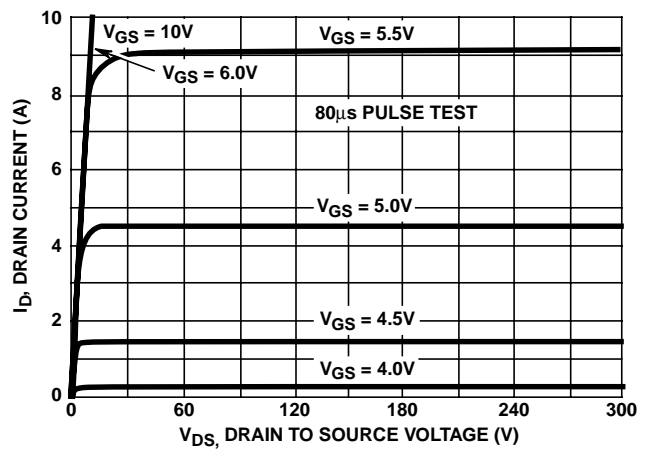 10
V_GS = 10V
V_GS = 5.5V
V_GS = 6.0V
8
80μs PULSE TEST
6
I_D, DRAIN CURRENT (A)
V_GS = 5.0V
4
2
V_GS = 4.5V
V_GS = 4.0V
0
0 60 120 180 240 300
V_DS, DRAIN TO SOURCE VOLTAGE (V)